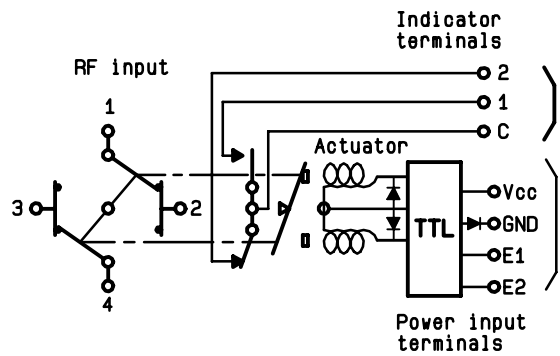 Indicator
terminals
RF input
2
1
1
C
Actuator
Vcc
3
2
GND
TTL
E1
4
E2
Power input
terminals